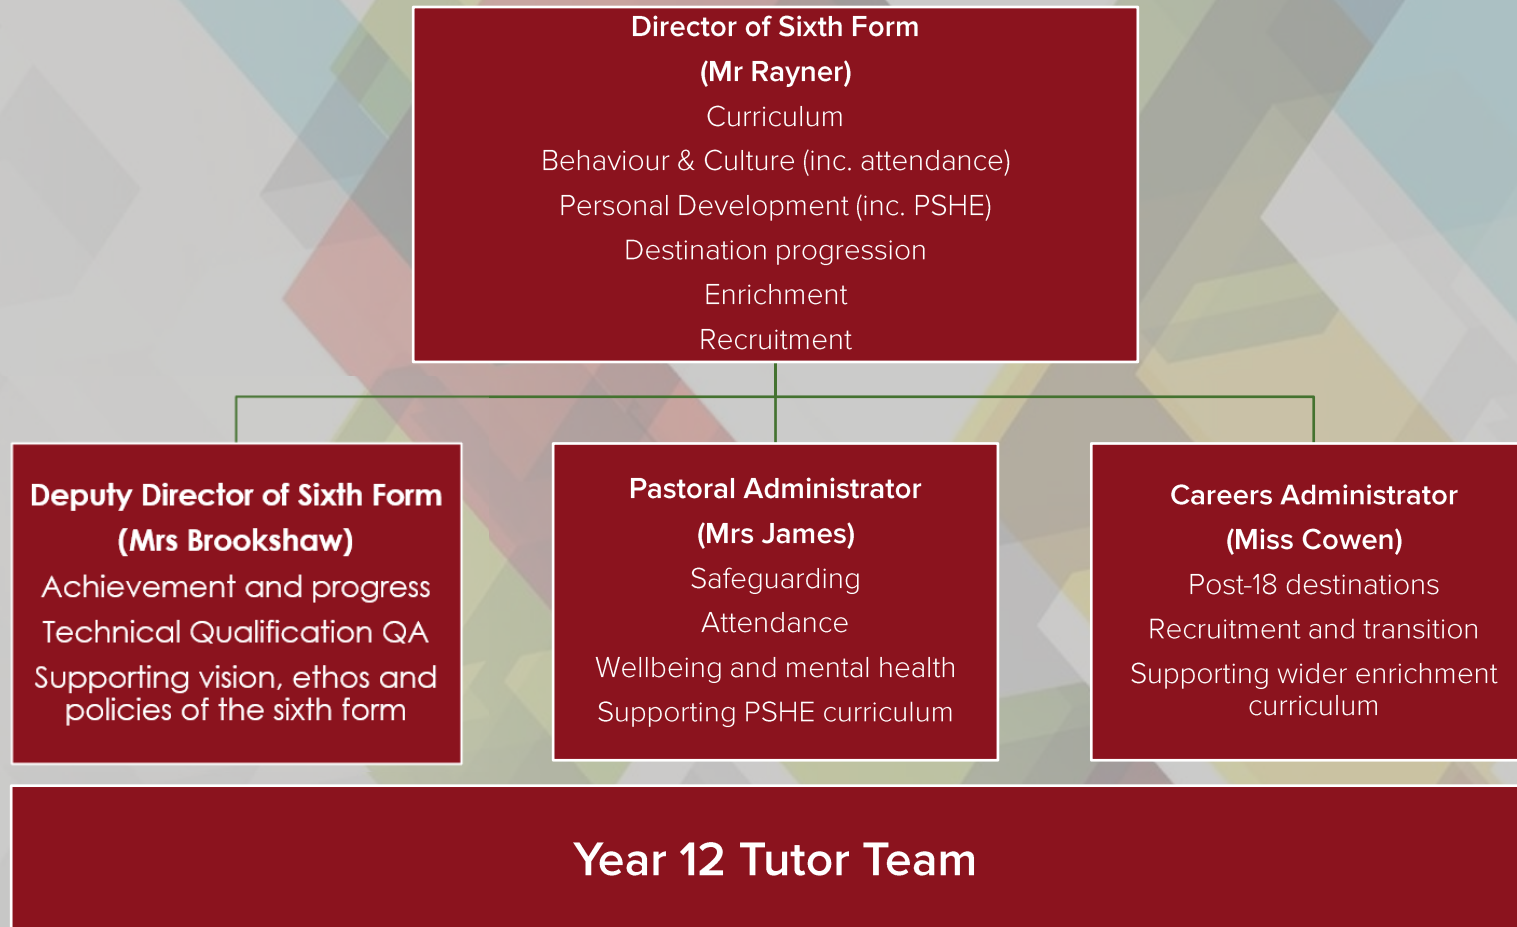 Director of Sixth Form
(Mr Rayner)
Curriculum
Behaviour & Culture (inc. attendance)
Personal Development (inc. PSHE)
Destination progression
Enrichment
Recruitment
Deputy Director of Sixth Form
(Mrs Brookshaw)
Achievement and progress
Technical Qualification QA
Supporting vision, ethos and
policies of the sixth form
Pastoral Administrator
(Mrs James)
Safeguarding
Attendance
Wellbeing and mental health
Supporting PSHE curriculum
Careers Administrator
(Miss Cowen)
Post-18 destinations
Recruitment and transition
Supporting wider enrichment
curriculum
Year 12 Tutor Team